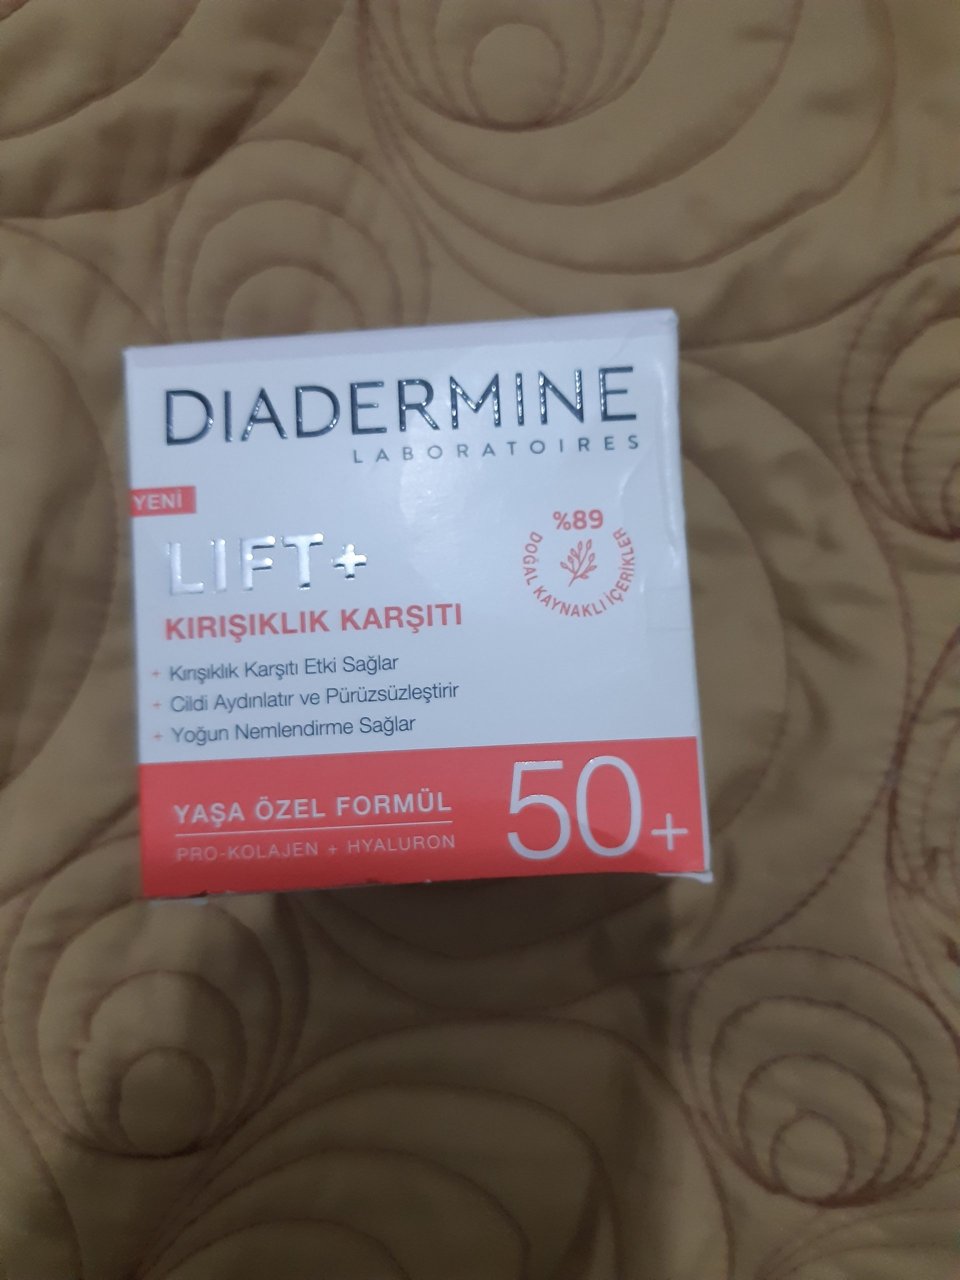 DIADERMINE
LABORATOIRES
YENİ
LIFT+
KIRIŞIKLIK KARŞITI
%89
DOĞAL KAYNAKLI İÇERİKLER
+ Kırışıklık Karşıtı Etki Sağlar
+ Cildi Aydınlatır ve Pürüzsüzleştirir
+ Yoğun Nemlendirme Sağlar
YAŞA ÖZEL FORMÜL
PRO-KOLAJEN + HYALURON
50+